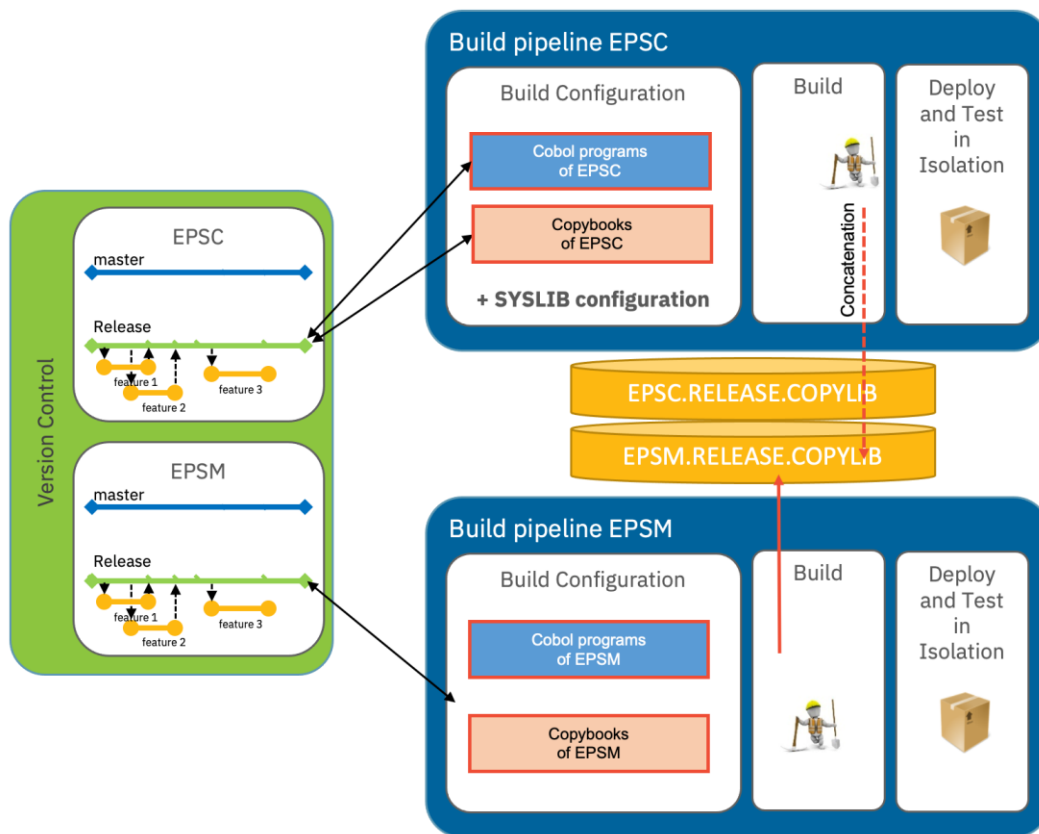 Version Control
EPSC
master
Release
feature 1
feature 2
feature 3
EPSM
master
Release
feature 1
feature 2
feature 3
Build pipeline EPSC
Build Configuration
Cobol programs
of EPSC
Copybooks
of EPSC
+ SYSLIB configuration
Build
Concatenation
Deploy
and Test
in
Isolation
EPSC.RELEASE.COPYLIB
EPSM.RELEASE.COPYLIB
Build pipeline EPSM
Build Configuration
Cobol programs
of EPSM
Copybooks
of EPSM
Build
Deploy
and Test
in
Isolation